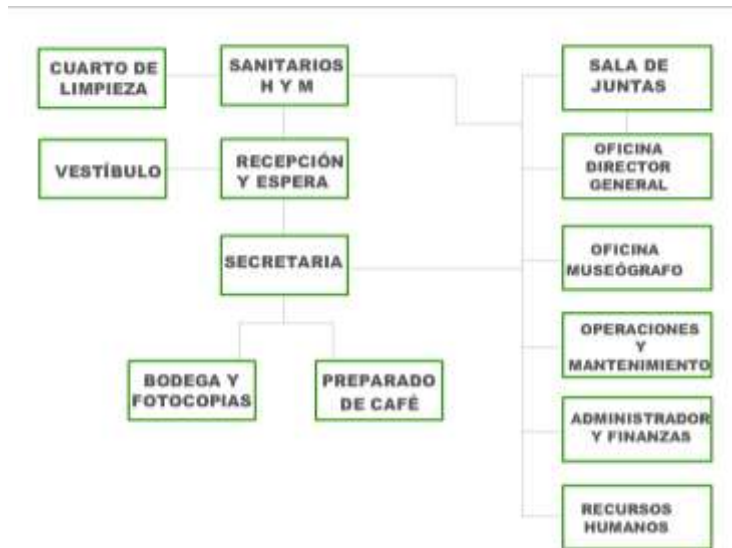 CUARTO DE
LIMPIEZA
SANITARIOS
H Y M
SALA DE
JUNTAS
VESTÍBULO
RECEPCIÓN
Y ESPERA
OFICINA
DIRECTOR
GENERAL
SECRETARIA
OFICINA
MUSEÓGRAFO
OPERACIONES
Y
MANTENIMIENTO
BODEGA Y
FOTOCOPIAS
PREPARADO
DE CAFÉ
ADMINISTRADOR
Y FINANZAS
RECURSOS
HUMANOS